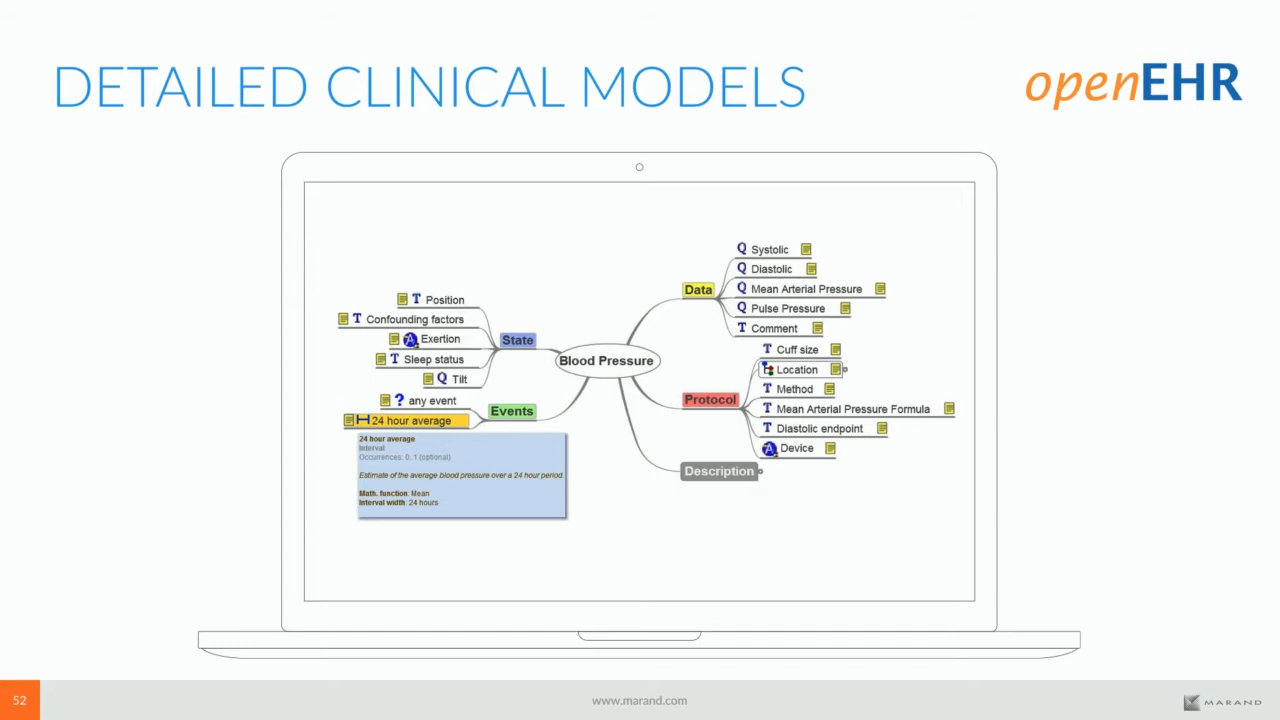 DETAILED CLINICAL MODELS
openEHR
Q Systolic
Q Diastolic
Q Mean Arterial Pressure
Q Pulse Pressure
T Comment
Data
T Position
T Confounding factors
A Exertion
T Sleep status
Q Tilt
State
Blood Pressure
? any event
24 hour average
Events
24 hour average
Interval
Occurrences: 0..1 (optional)
Estimate of the average blood pressure over a 24 hour period.
Math. function: Mean
Interval width: 24 hours
T Cuff size
Location
T Method
T Mean Arterial Pressure Formula
T Diastolic endpoint
A Device
Protocol
Description
52
www.marand.com
MARAND